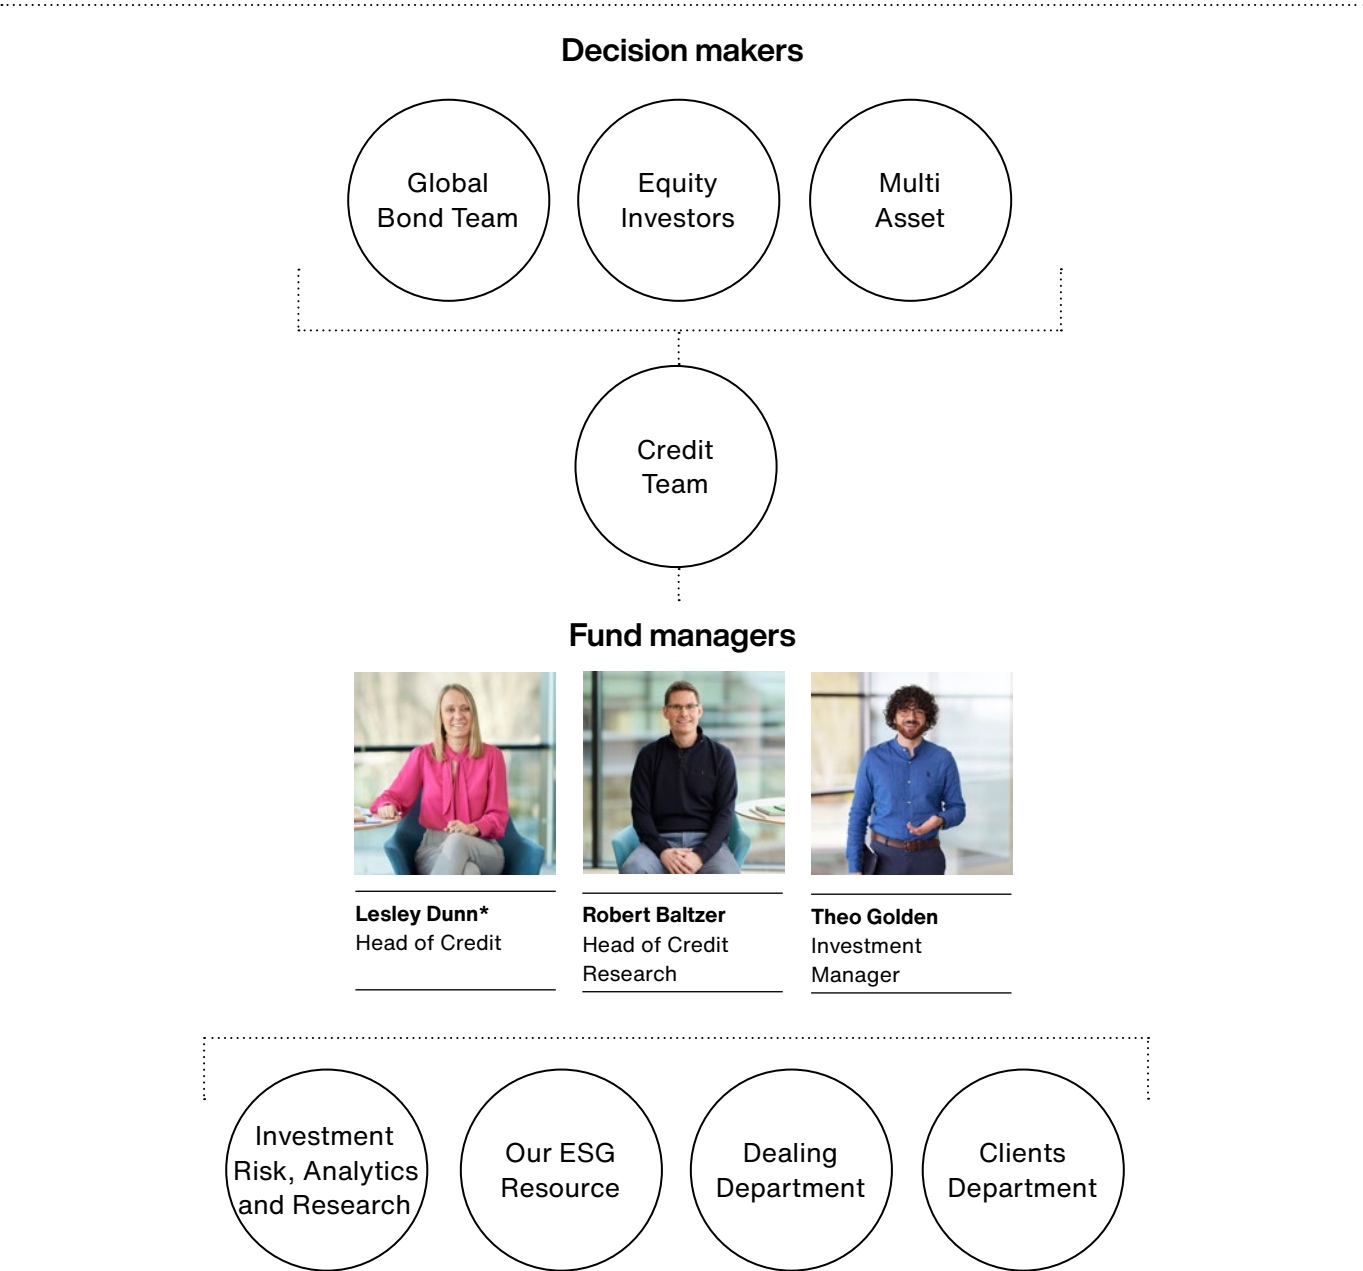 Decision makers
Global
Bond Team
Equity
Investors
Multi
Asset
Credit
Team
Fund managers
Lesley Dunn*
Head of Credit
Robert Baltzer
Head of Credit
Research
Theo Golden
Investment
Manager
Investment
Risk, Analytics
and Research
Our ESG
Resource
Dealing
Department
Clients
Department